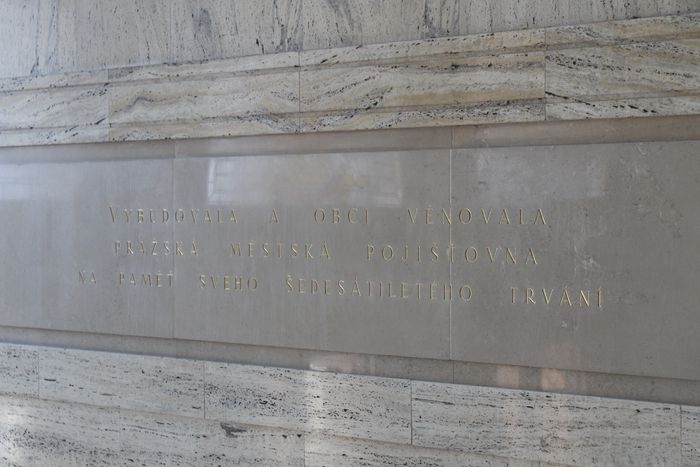 VYBUDOVALA A OBCI VĚNOVALA
PRAŽSKÁ MĚSTSKÁ POJIŠŤOVNA
NA PAMĚŤ SVÉHO ŠEDESÁTILETÉHO TRVÁNÍ